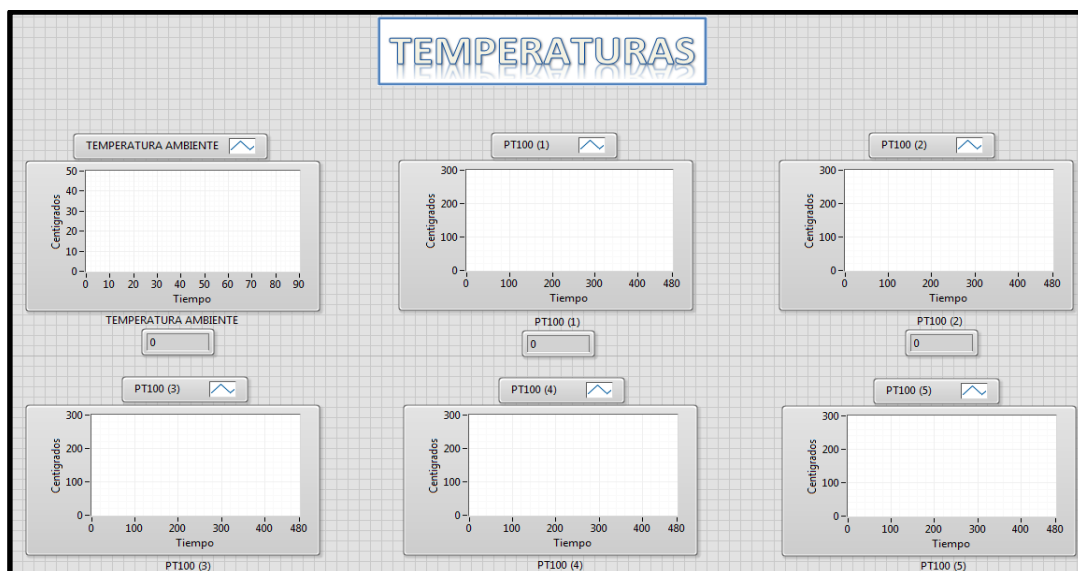 TEMPERATURAS
TEMPERATURA AMBIENTE
PT100 (1)
PT100 (2)
50
40
30
20
10
0
Centigrados
0 10 20 30 40 50 60 70 80 90
Tiempo
300
200
100
0
Centigrados
0 100 200 300 400 480
Tiempo
300
200
100
0
Centigrados
0 100 200 300 400 480
Tiempo
TEMPERATURA AMBIENTE
0
PT100 (1)
0
PT100 (2)
0
PT100 (3)
PT100 (4)
PT100 (5)
300
200
100
0
Centigrados
0 100 200 300 400 480
Tiempo
300
200
100
0
Centigrados
0 100 200 300 400 480
Tiempo
300
200
100
0
Centigrados
0 100 200 300 400 480
Tiempo
PT100 (3)
PT100 (4)
PT100 (5)